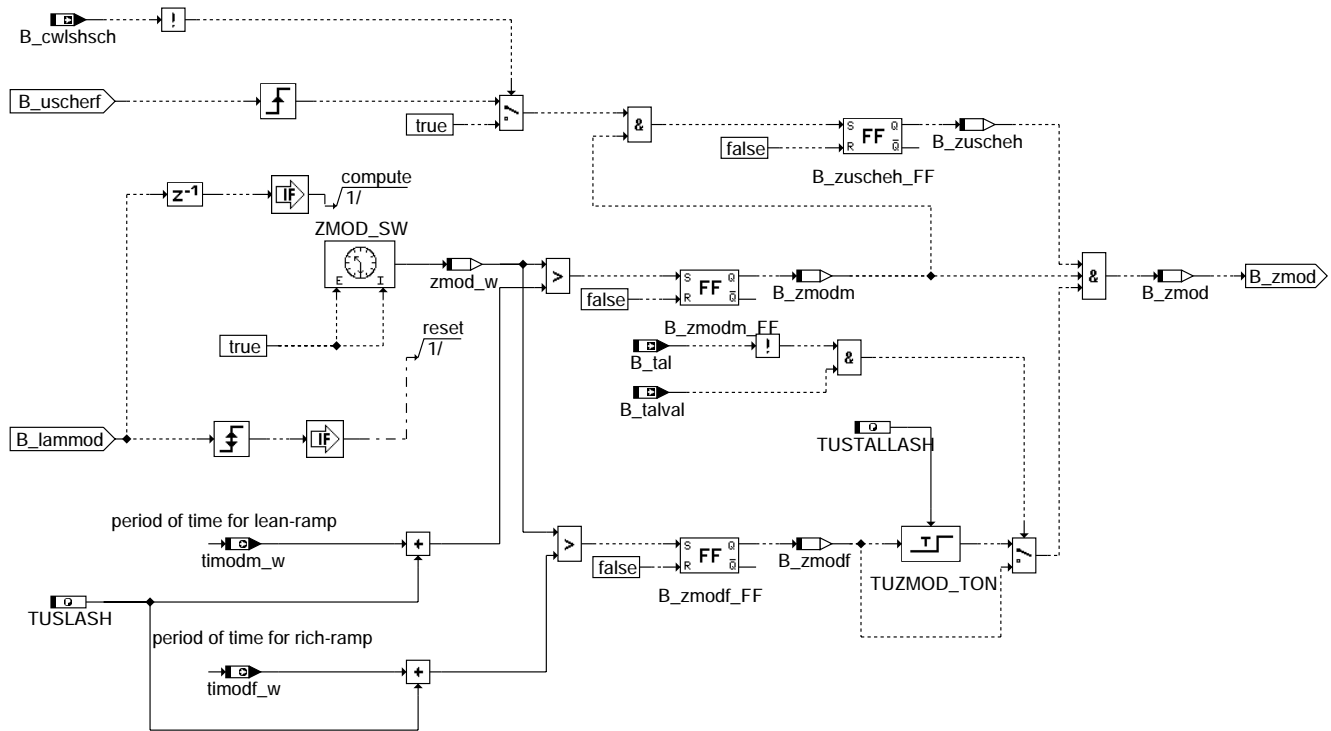 !
B_cwlshsch
B_uscherf
true
&
S Q
FF
R Q
false
B_zuscheh
B_zuscheh_FF
z-1
IF
compute
1/
ZMOD_SW
E I
zmod_w
>
S Q
FF
R Q
false
B_zmodm
B_zmodm_FF
&
B_zmod
B_zmod
true
reset
1/
B_tal
!
&
B_talval
B_lammod
IF
TUSTALLASH
period of time for lean-ramp
timodm_w
+
>
S Q
FF
R Q
false
B_zmodf
B_zmodf_FF
T
TUZMOD_TON
TUSLASH
period of time for rich-ramp
timodf_w
+